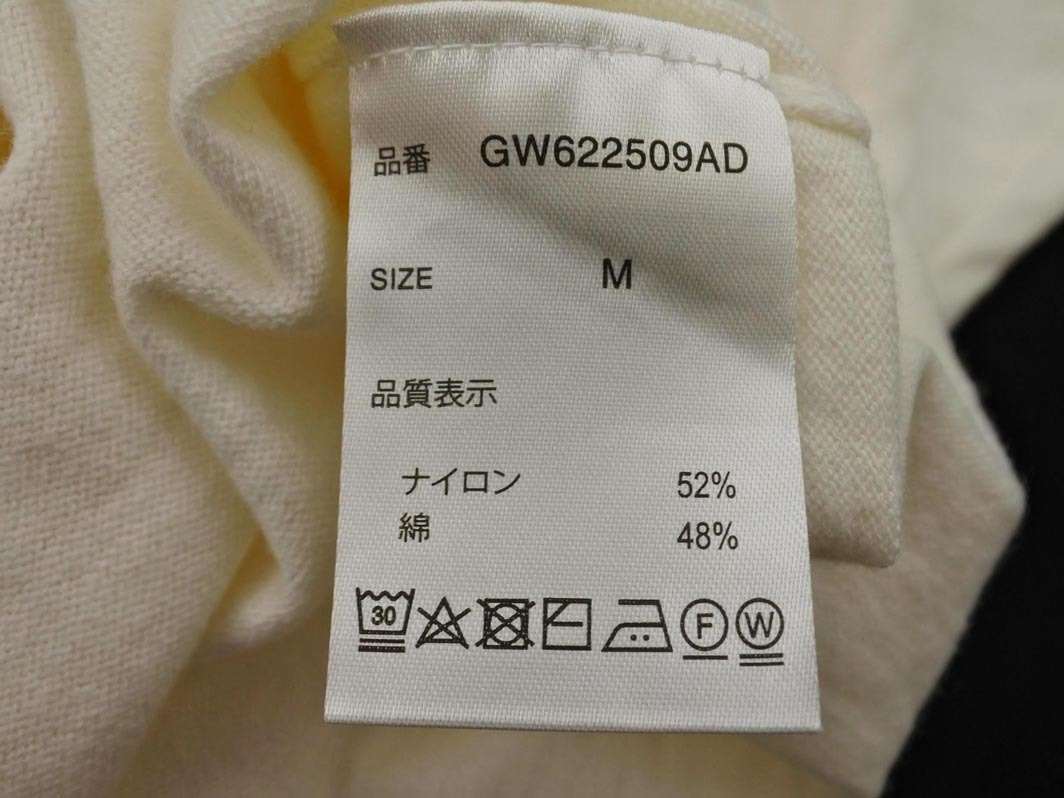 品番 GW622509AD
SIZE M
品質表示
ナイロン 52%
綿 48%
30 F W